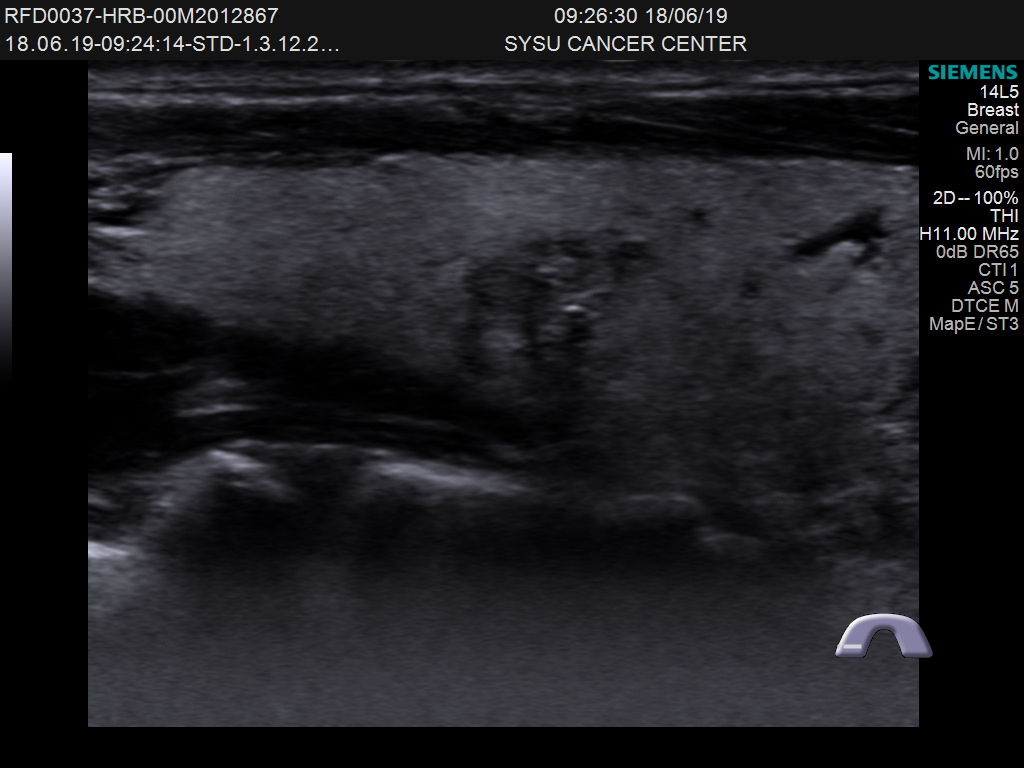 RFD0037-HRB-00M2012867
09:26:30 18/06/19
18.06.19-09:24:14-STD-1.3.12.2...
SYSU CANCER CENTER
SIEMENS
14L5
Breast
General
MI: 1.0
60fps
2D--100%
THI
H11.00 MHz
0dB DR65
CTI 1
ASC 5
DTCE M
MapE/ST3